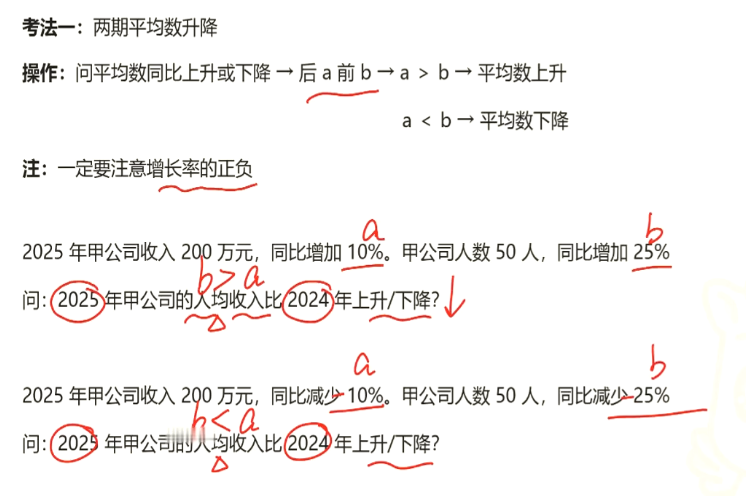 考法一：两期平均数升降
操作：问平均数同比上升或下降 → 后 a 前 b → a > b → 平均数上升
a < b → 平均数下降
注：一定要注意增长率的正负
a b
2025 年甲公司收入 200 万元，同比增加 10%。甲公司人数 50 人，同比增加 25%
b > a
问：2025 年甲公司的人均收入比 2024 年上升/下降？↓
a b
2025 年甲公司收入 200 万元，同比减少 10%。甲公司人数 50 人，同比减少 25%
b < a
问：2025 年甲公司的人均收入比 2024 年上升/下降？